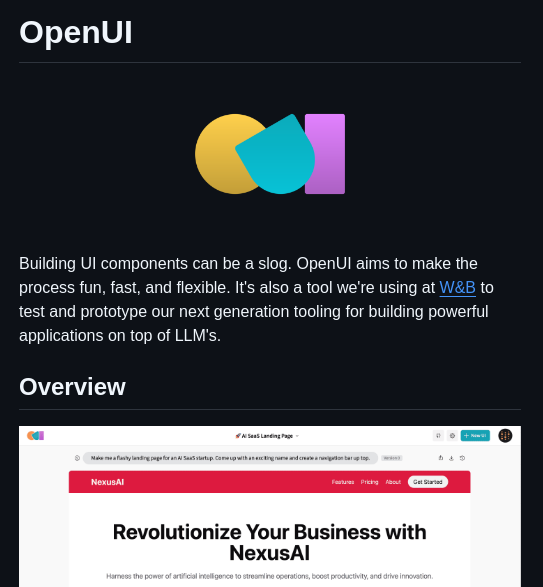 OpenUI
Building UI components can be a slog. OpenUI aims to make the
process fun, fast, and flexible. It's also a tool we're using at W&B to
test and prototype our next generation tooling for building powerful
applications on top of LLM's.
Overview
🚀 AI SaaS Landing Page
+ New UI
Make me a flashy landing page for an AI SaaS startup. Come up with an exciting name and create a navigation bar up top.
NexusAI
Features Pricing About Get Started
Revolutionize Your Business with
NexusAI
Harness the power of artificial intelligence to streamline operations, boost productivity, and drive innovation.